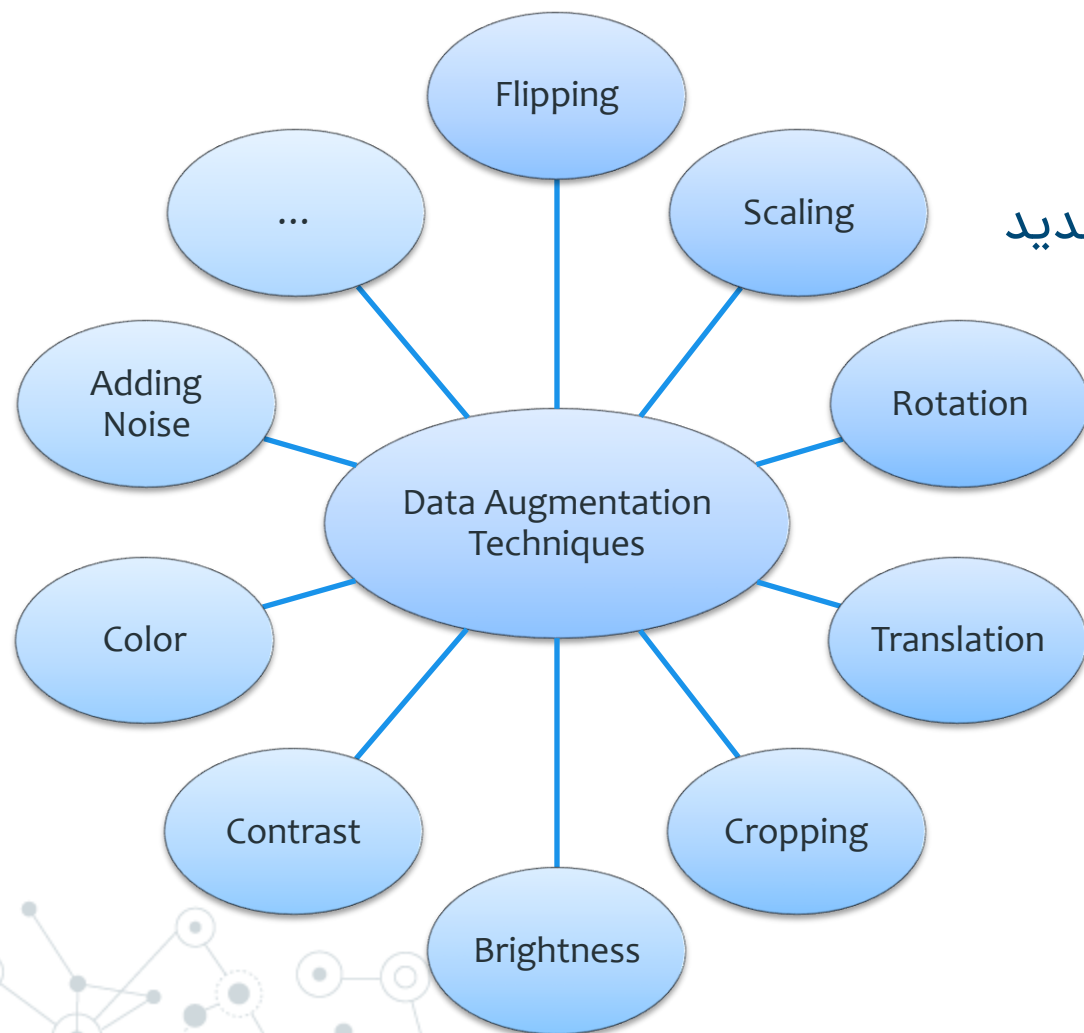 Flipping
...
Scaling
Adding
Noise
Rotation
Data Augmentation
Techniques
Color
Translation
Contrast
Cropping
Brightness